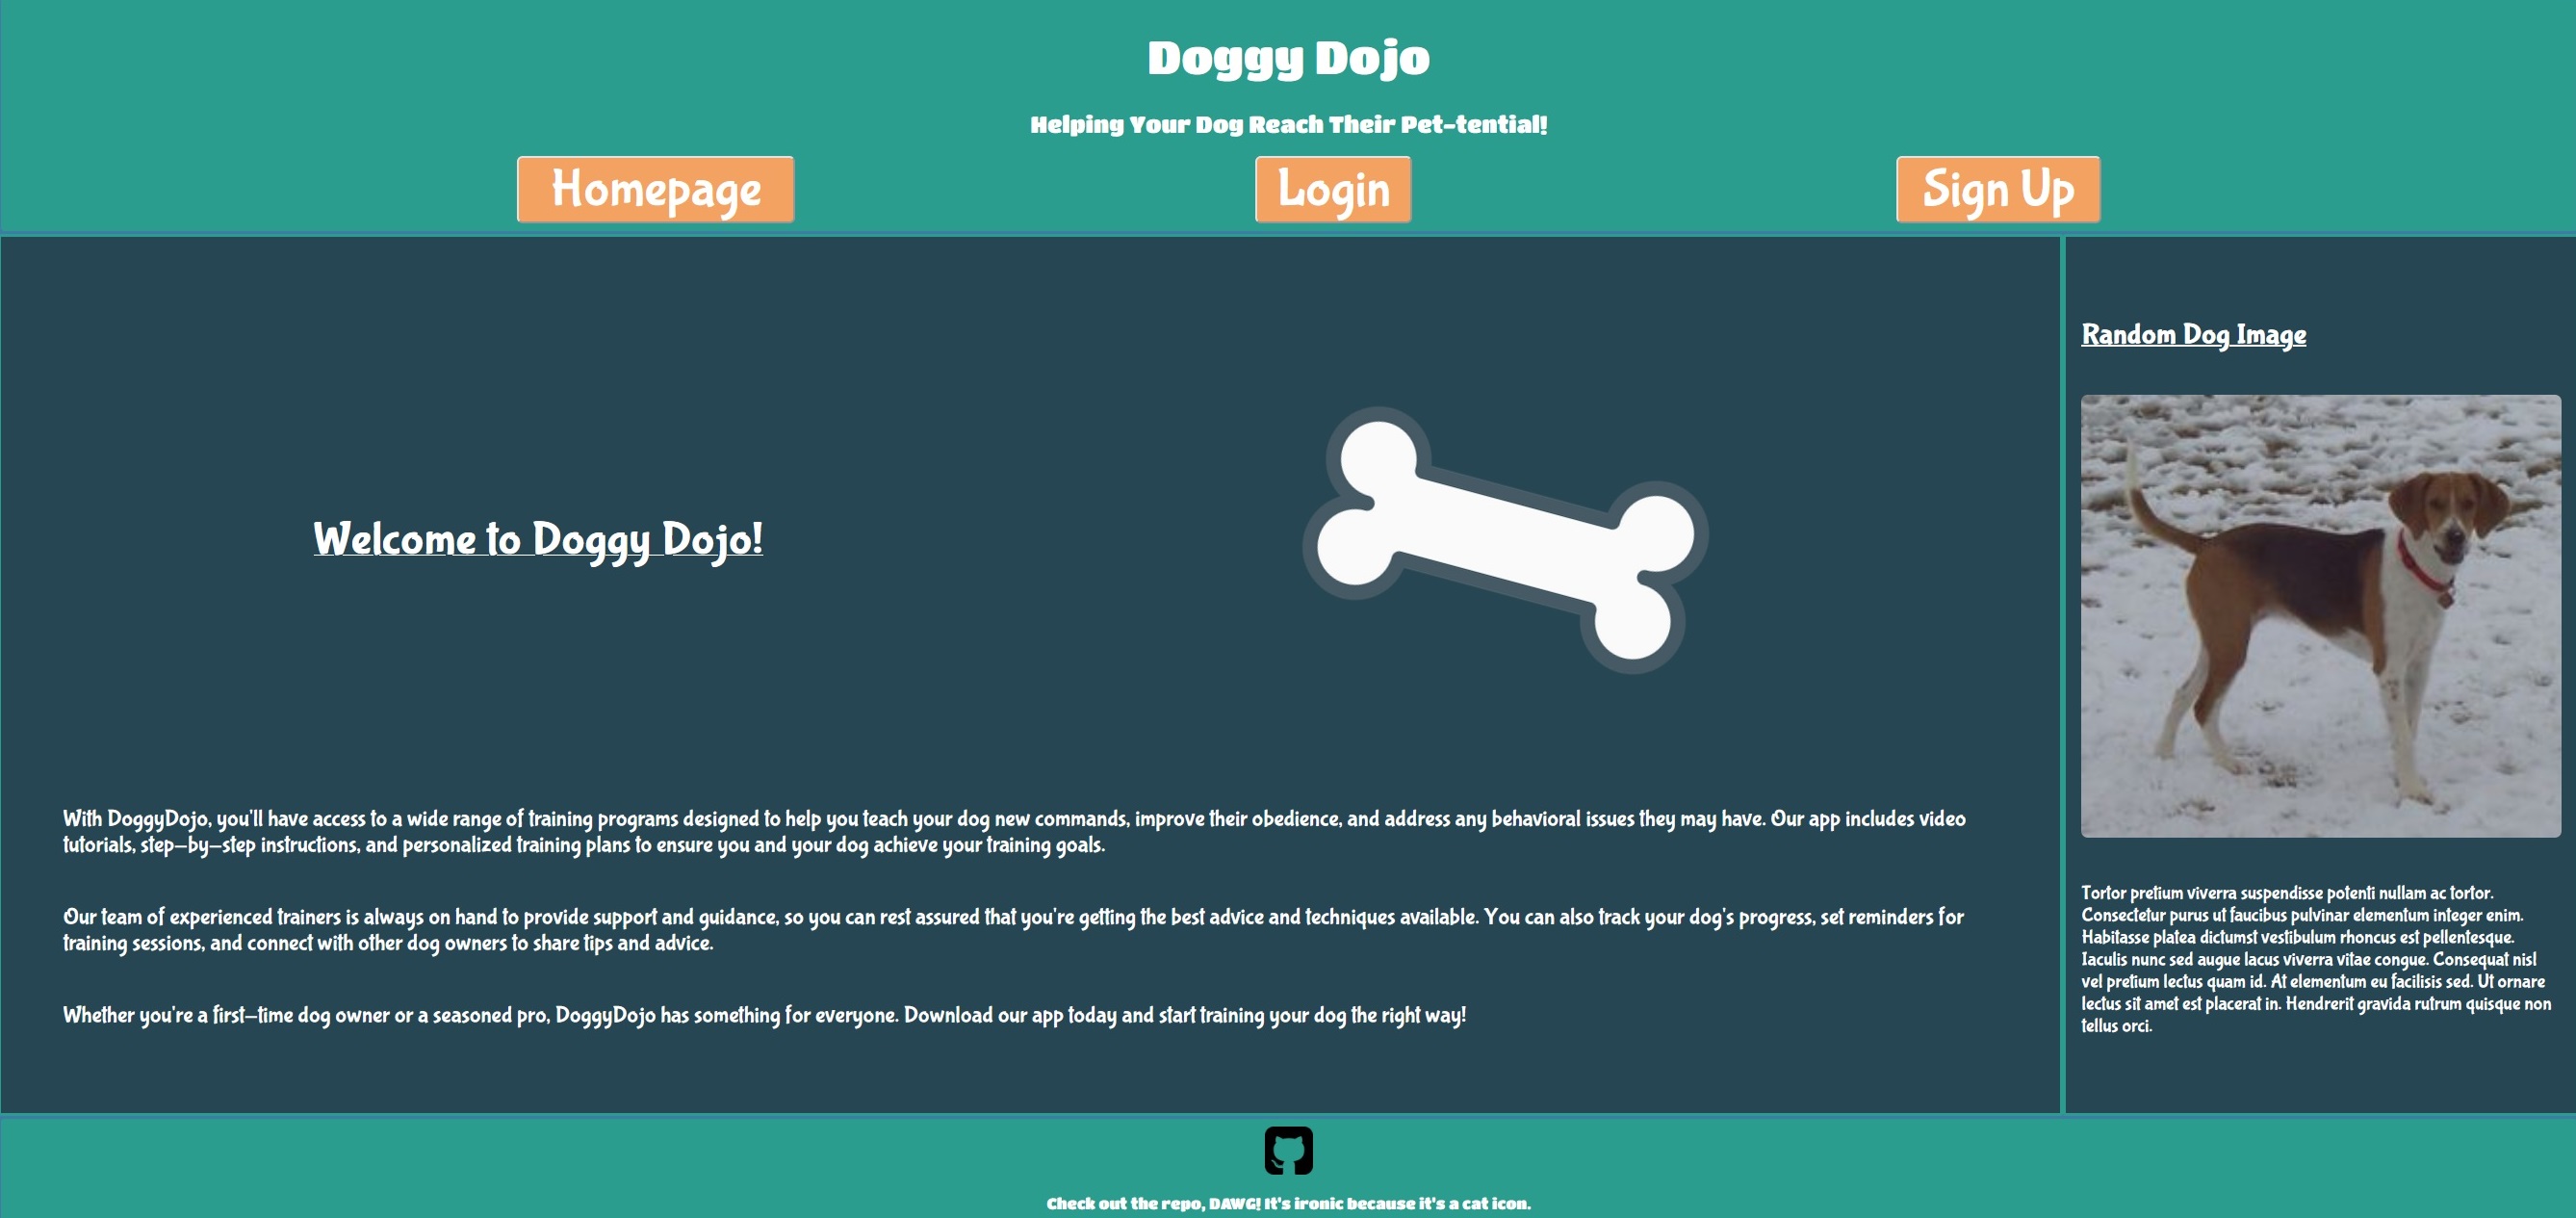 Doggy Dojo
Helping Your Dog Reach Their Pet-tential!
Homepage
Login
Sign Up
Welcome to Doggy Dojo!
With DoggyDojo, you'll have access to a wide range of training programs designed to help you teach your dog new commands, improve their obedience, and address any behavioral issues they may have. Our app includes video
tutorials, step-by-step instructions, and personalized training plans to ensure you and your dog achieve your training goals.
Our team of experienced trainers is always on hand to provide support and guidance, so you can rest assured that you're getting the best advice and techniques available. You can also track your dog's progress, set reminders for
training sessions, and connect with other dog owners to share tips and advice.
Whether you're a first-time dog owner or a seasoned pro, DoggyDojo has something for everyone. Download our app today and start training your dog the right way!
Random Dog Image
Tortor pretium viverra suspendisse potenti nullam ac tortor.
Consectetur purus ut faucibus pulvinar elementum integer enim.
Habitasse platea dictumst vestibulum rhoncus est pellentesque.
Iaculis nunc sed augue lacus viverra vitae congue. Consequat nisl
vel pretium lectus quam id. At elementum eu facilisis sed. Ut ornare
lectus sit amet est placerat in. Hendrerit gravida rutrum quisque non
tellus orci.
Check out the repo, DAWG! It's ironic because it's a cat icon.